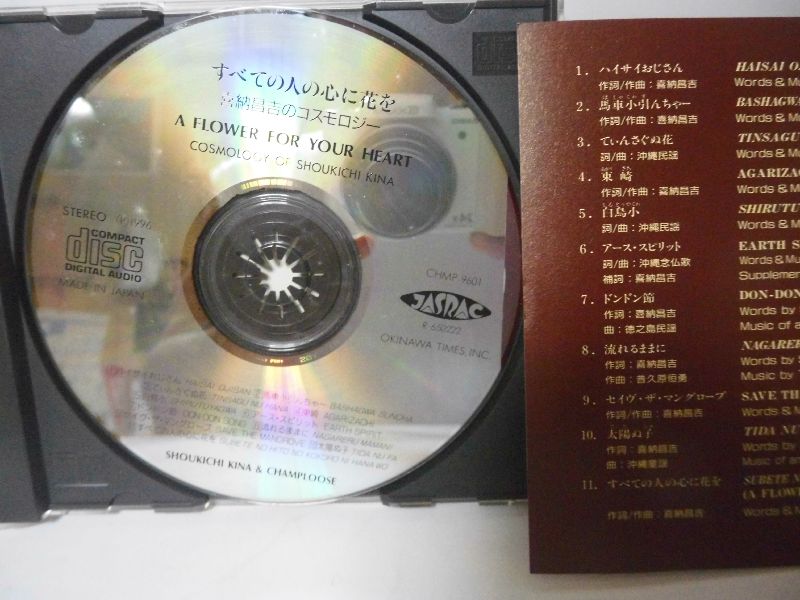 すべての人の心に花を
喜納昌吉のコスモロジー
A FLOWER FOR YOUR HEART
COSMOLOGY OF SHOUKICHI KINA
STEREO
1996
COMPACT
disc
DIGITAL AUDIO
MADE IN JAPAN
CHMP-9601
JASRAC
R-650222
OKINAWA TIMES, INC.
SHOUKICHI KINA & CHAMPLOOSE
1. ハイサイおじさん HAISAI O
作詞/作曲：喜納昌吉 Words & Mu
2. 馬車小引んちゃー BASHAGW
作詞/作曲：喜納昌吉 Words & M
3. てぃんさぐぬ花 TINSAGU
詞/曲：沖縄民謡 Words & M
4. 東崎 AGARIZA
作詞/作曲：喜納昌吉 Words & M
5. 白鳥小 SHIRUTU
詞/曲：沖縄民謡 Words & M
6. アース・スピリット EARTH S
詞/曲：沖縄念仏歌 Words & Mu
補詞：喜納昌吉 Supplemen
7. ドンドン節 DON-DON
作詞：喜納昌吉 Words by
曲：徳之島民謡 Music of a
8. 流れるままに NAGARER
作詞：喜納昌吉 Words by
作曲：普久原恒勇 Music by
9. セイヴ・ザ・マングローブ SAVE THE
作詞/作曲：喜納昌吉 Words & M
10. 太陽ぬ子 TIDA NU
作詞：喜納昌吉 Words by
曲：沖縄童謡 Music of an
11. すべての人の心に花を SUBETE N
(A FLOWE
作詞/作曲：喜納昌吉 Words & M